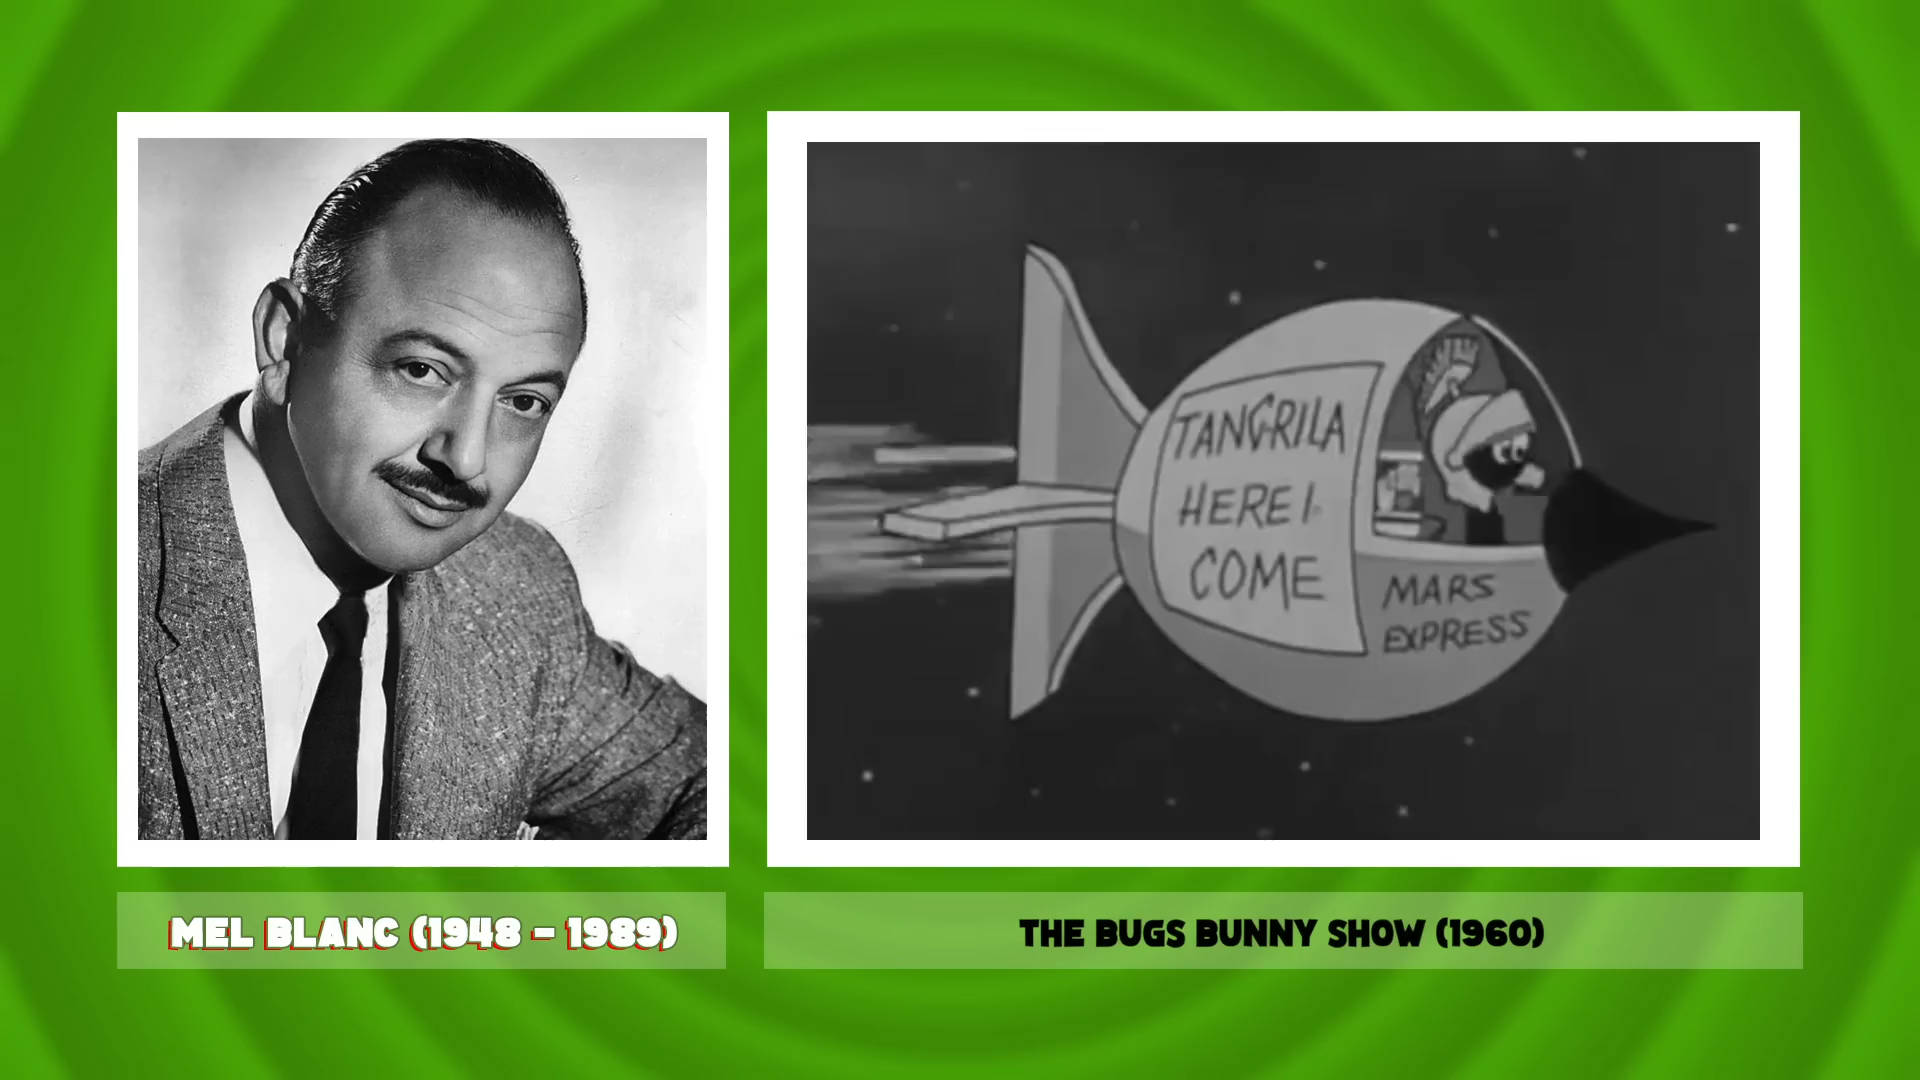 TANGRILA
HERE I
COME
MARS
EXPRESS
MEL BLANC (1948 - 1989)
THE BUGS BUNNY SHOW (1960)